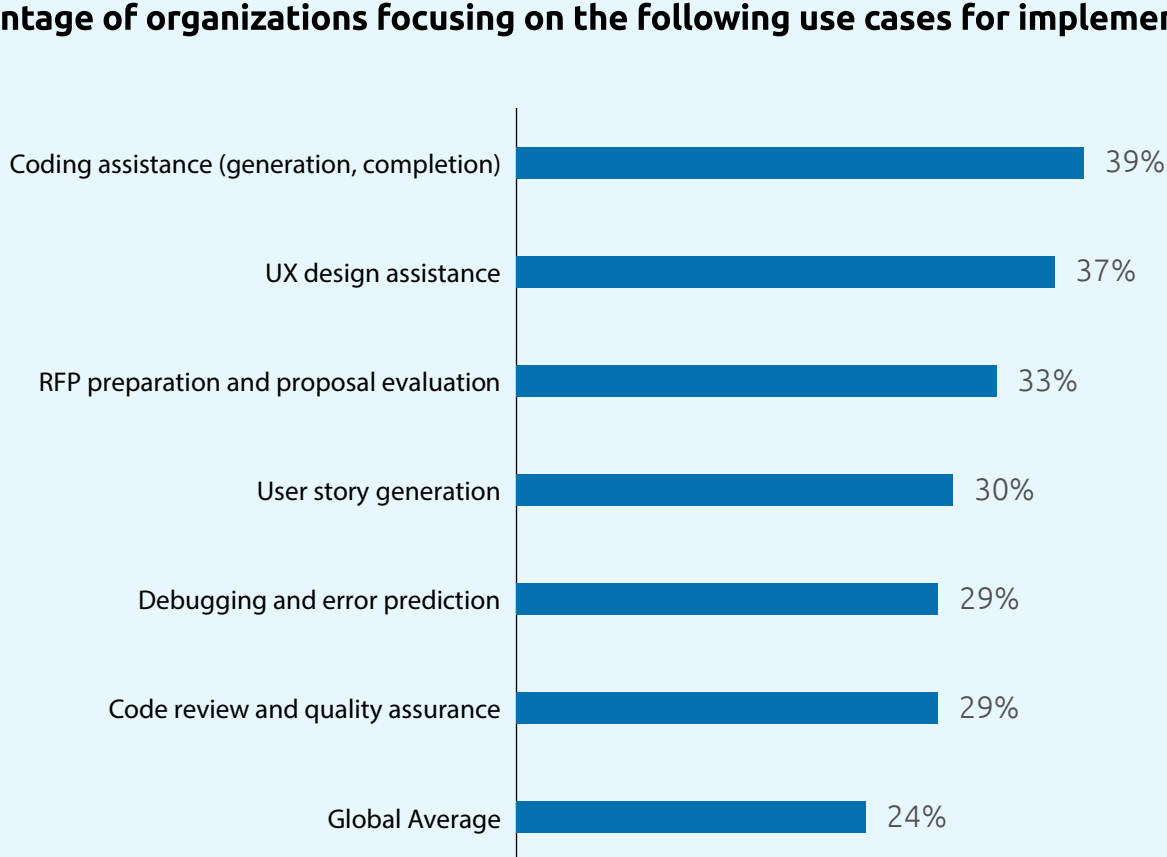 ntage of organizations focusing on the following use cases for implemen
Coding assistance (generation, completion) 39%
UX design assistance 37%
RFP preparation and proposal evaluation 33%
User story generation 30%
Debugging and error prediction 29%
Code review and quality assurance 29%
Global Average 24%